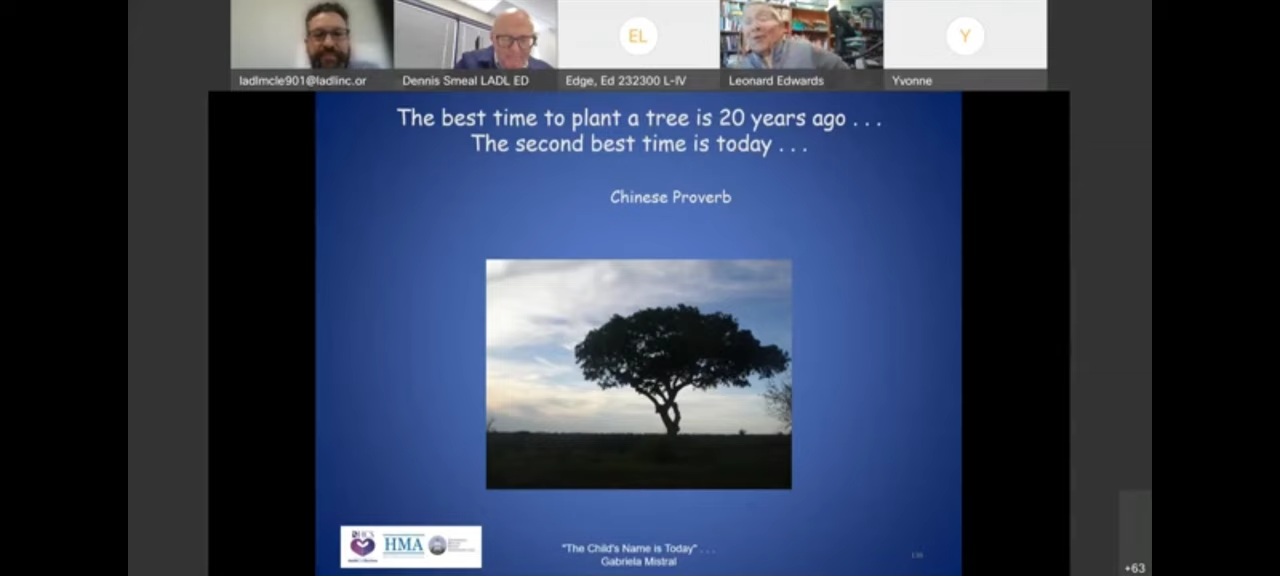 EL
Y
ladlmcle901@ladlinc.or
Dennis Smeal LADL ED
Edge, Ed 232300 L-IV
Leonard Edwards
Yvonne
The best time to plant a tree is 20 years ago . . .
The second best time is today . . .
Chinese Proverb
HMA
"The Child's Name is Today" . . .
Gabriela Mistral
+63